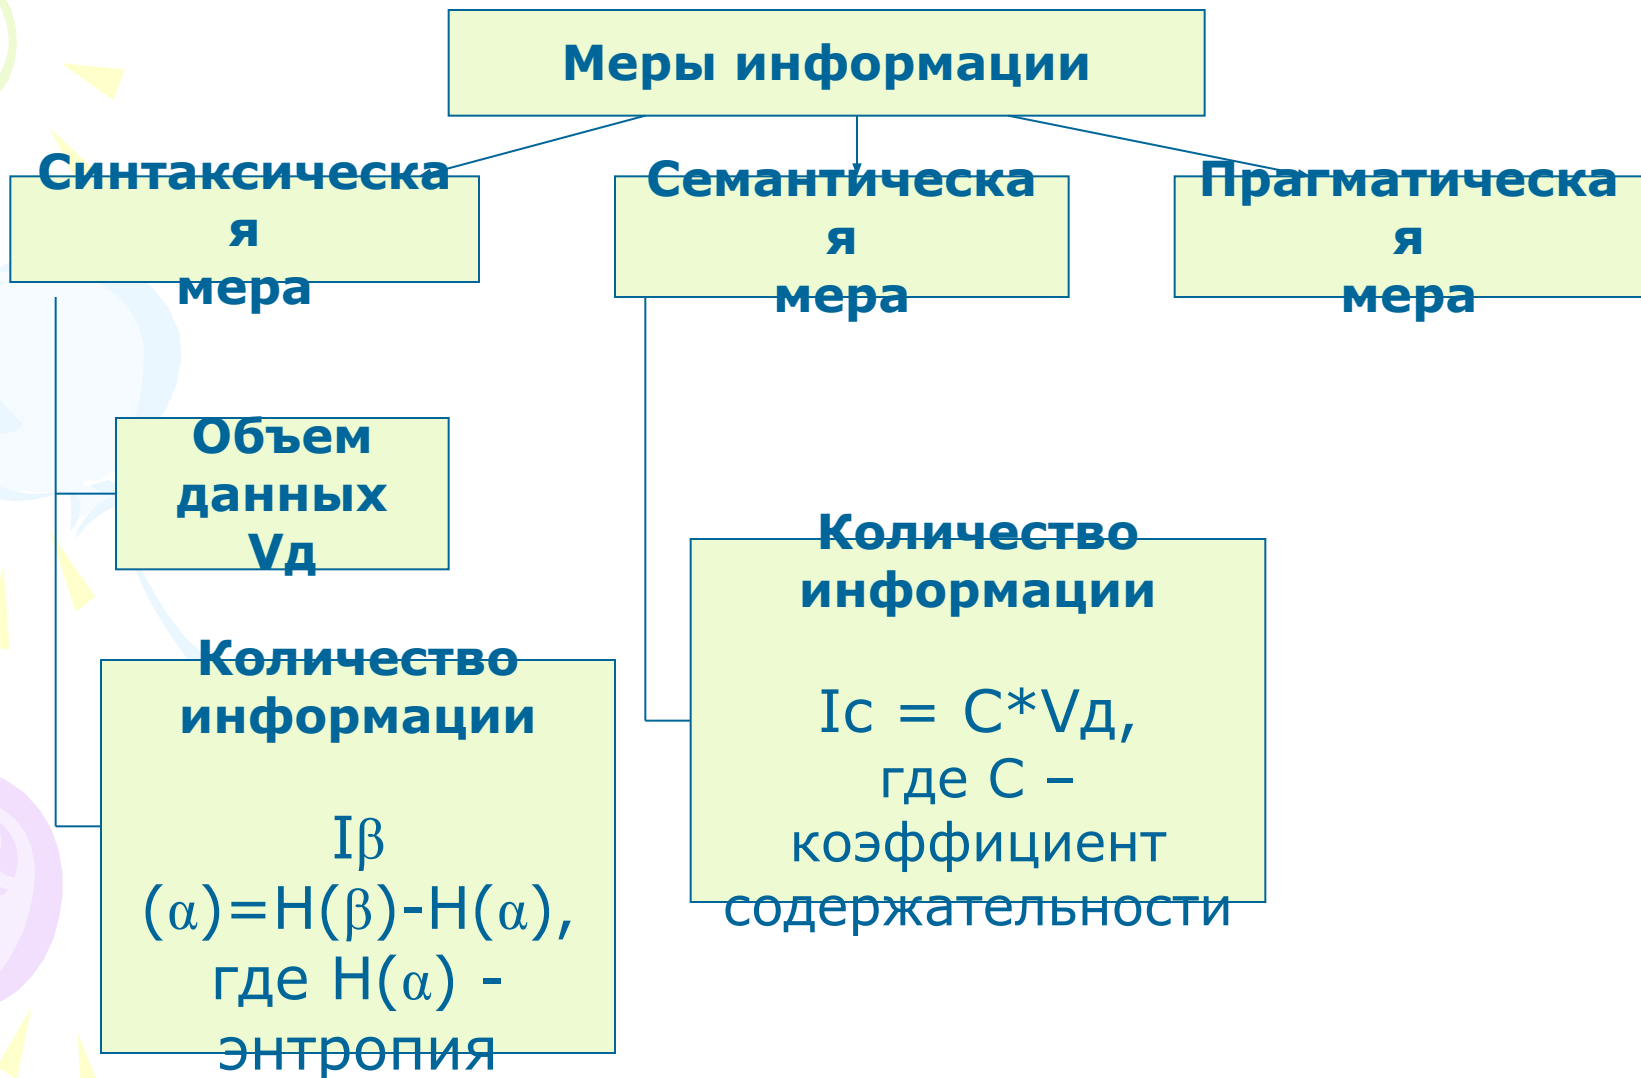 Меры информации
Синтаксическа
я
мера
Семантическа
я
мера
Прагматическа
я
мера
Объем
данных
Vд
Количество
информации
Iβ
(α)=H(β)-H(α),
где H(α) -
энтропия
Количество
информации
Ic = C*Vд,
где С –
коэффициент
содержательности